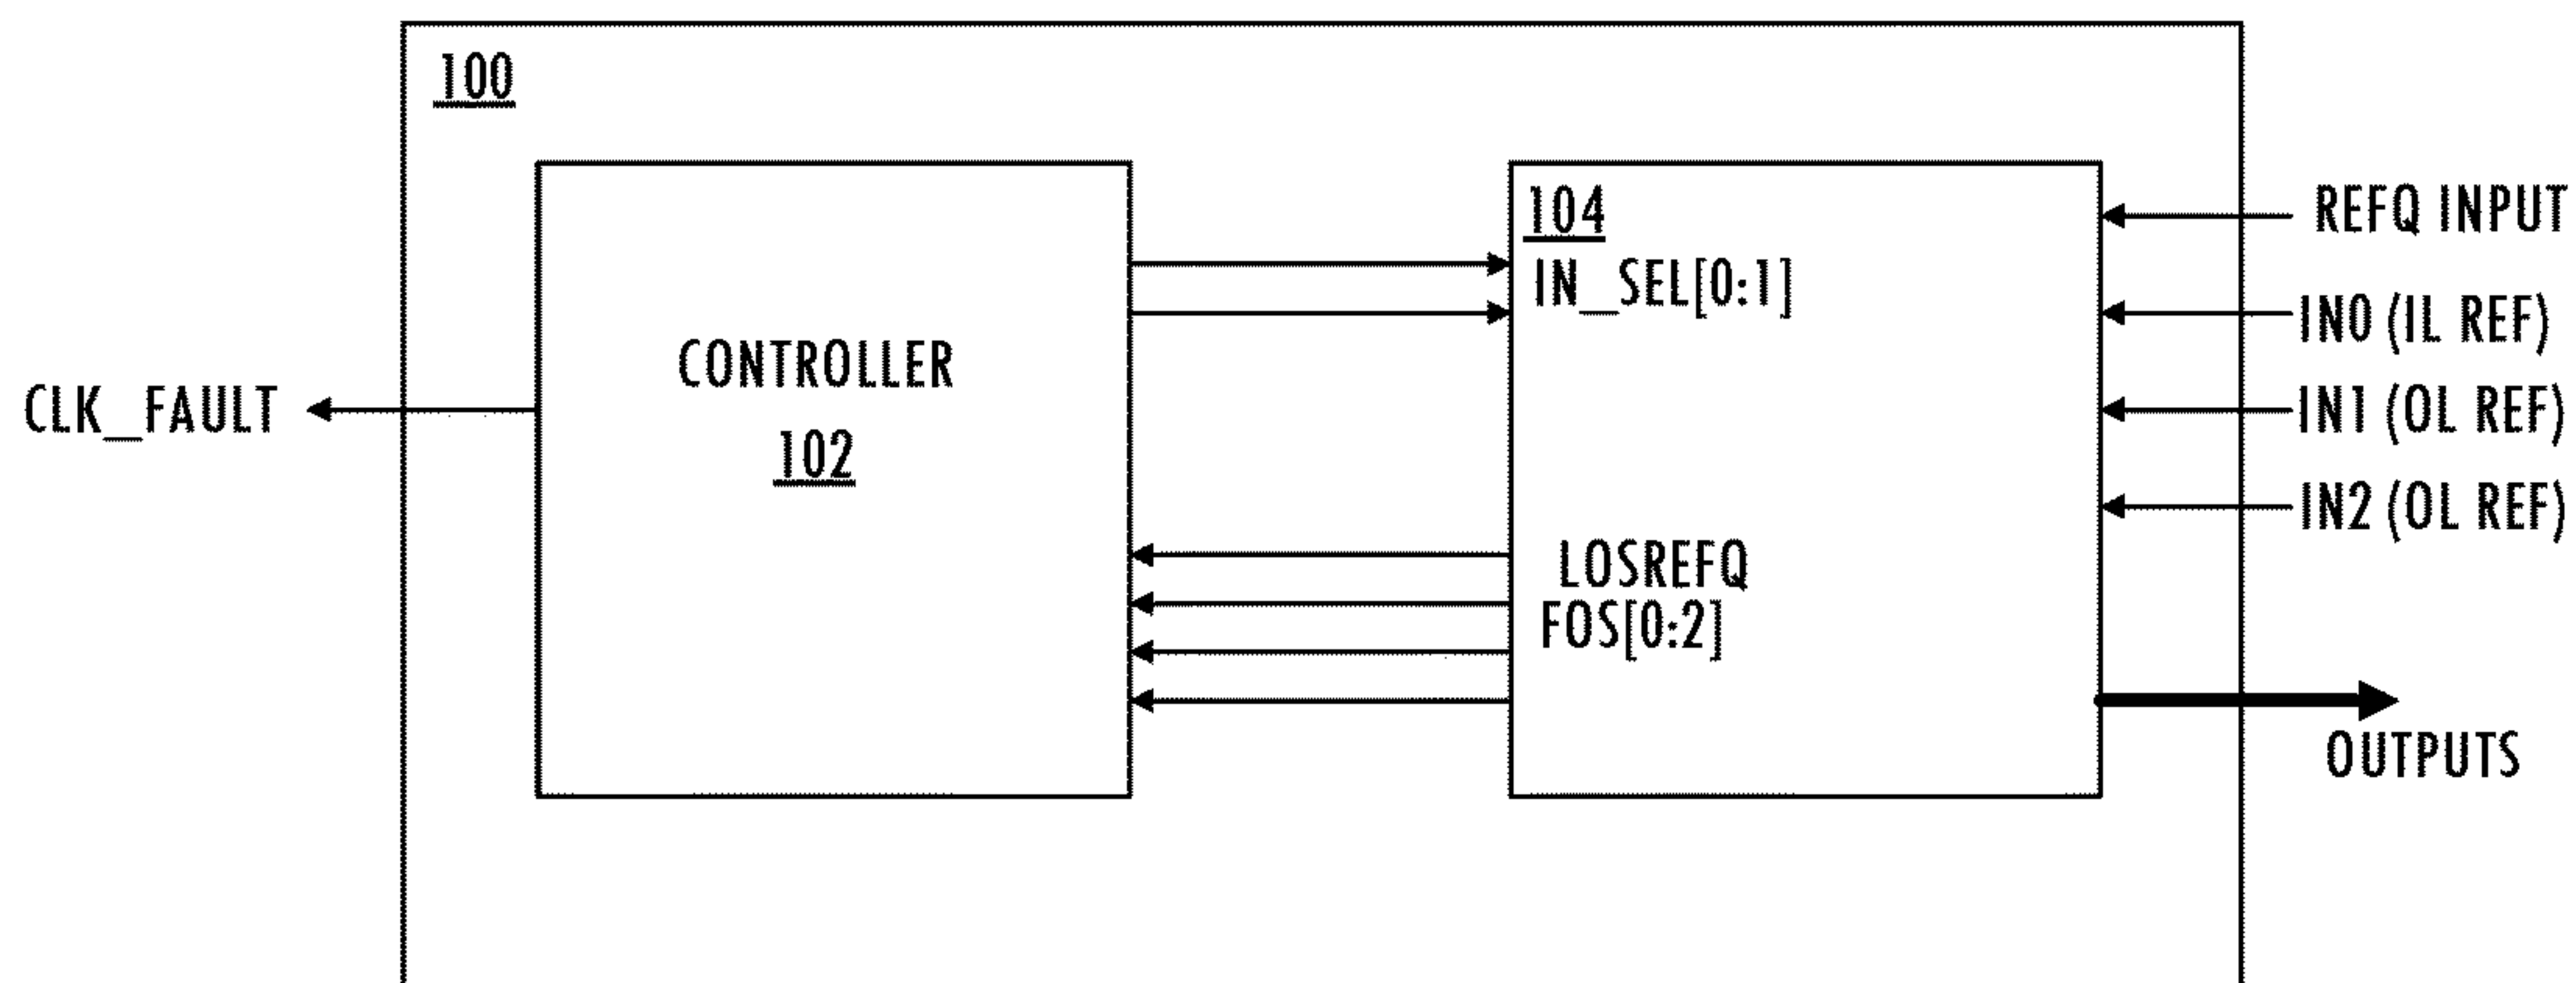 100
104
REFQ INPUT
IN_SEL[0:1]
IN0 (IL REF)
CONTROLLER
102
CLK_FAULT
IN1 (OL REF)
IN2 (OL REF)
LOSREFQ
FOS[0:2]
OUTPUTS